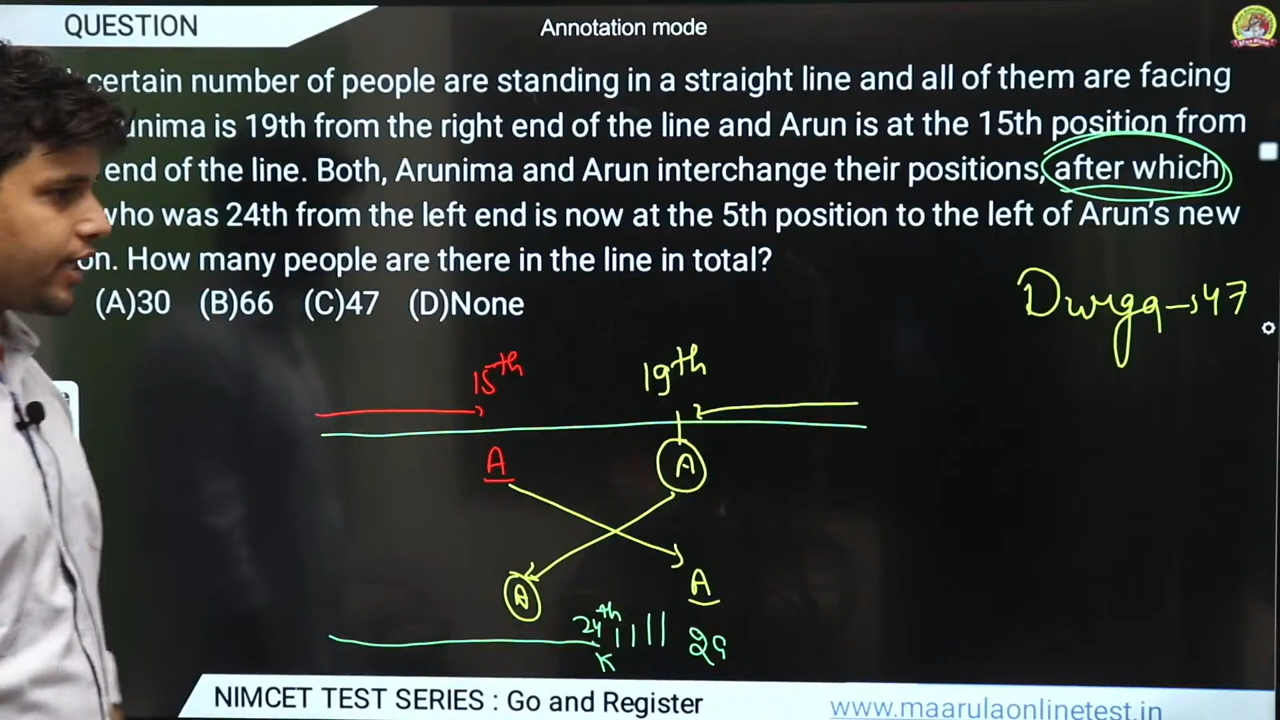 QUESTION
Annotation mode
certain number of people are standing in a straight line and all of them are facing
is 19th from the right end of the line and Arun is at the 15th position from
end of the line. Both, Arunima and Arun interchange their positions, after which
who was 24th from the left end is now at the 5th position to the left of Arun's new
How many people are there in the line in total?
(A)30 (B)66 (C)47 (D)None
Durga→47
15th 19th
A A
A A
24th
K 29
NIMCET TEST SERIES : Go and Register
www.maarulaonlinetest.in